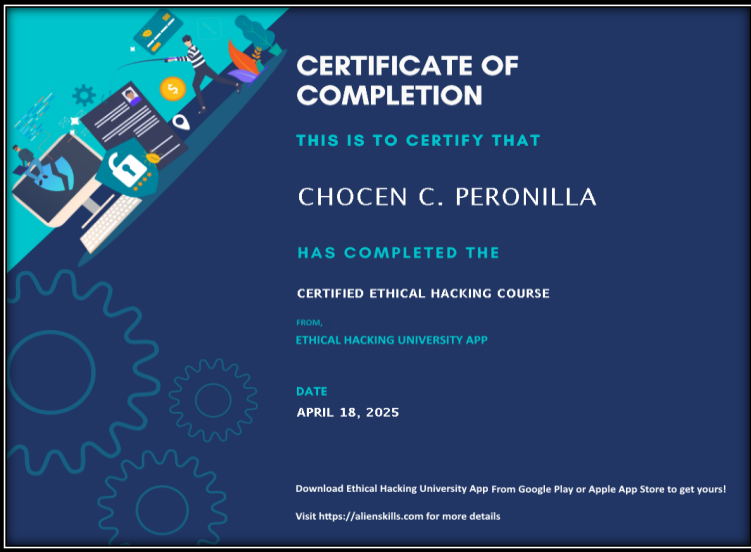 CERTIFICATE OF
COMPLETION
THIS IS TO CERTIFY THAT
CHOCEN C. PERONILLA
HAS COMPLETED THE
CERTIFIED ETHICAL HACKING COURSE
FROM,
ETHICAL HACKING UNIVERSITY APP
DATE
APRIL 18, 2025
Download Ethical Hacking University App From Google Play or Apple App Store to get yours!
Visit https://alienskills.com for more details